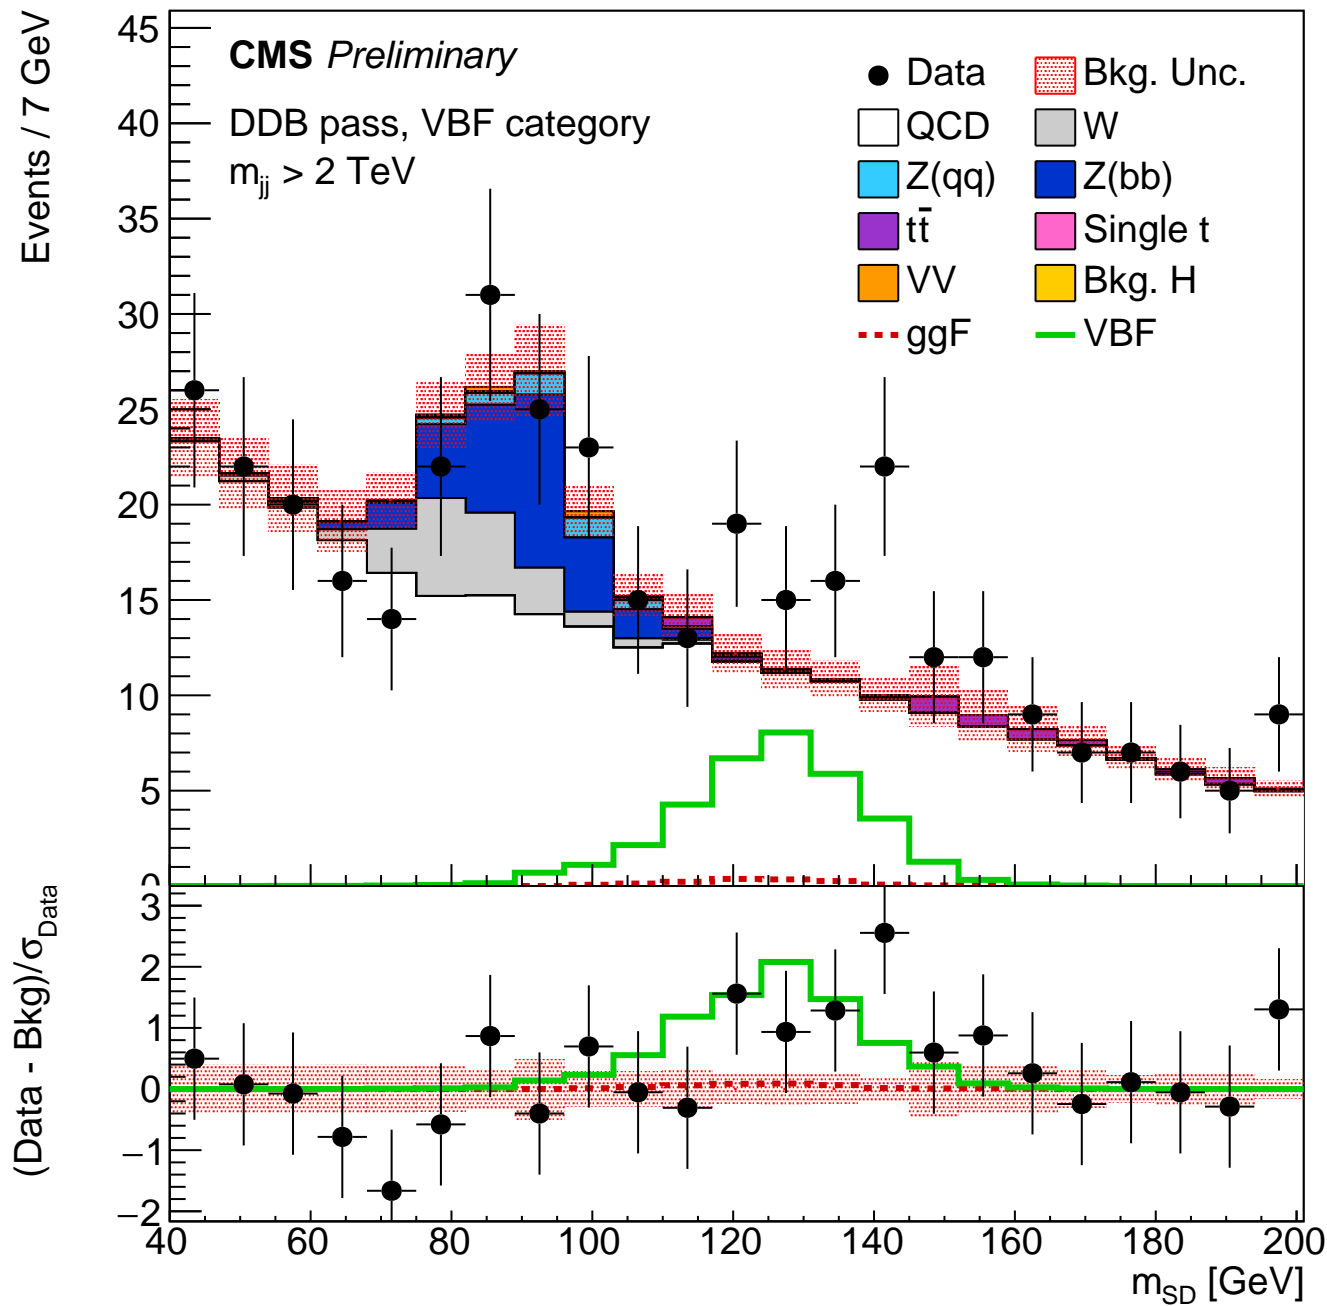 CMS Preliminary
DDB pass, VBF category
m_jj > 2 TeV
Data
Bkg. Unc.
QCD
W
Z(qq)
Z(bb)
tt̄
Single t
VV
Bkg. H
ggF
VBF
Events / 7 GeV
45
40
35
30
25
20
15
10
5
0
(Data - Bkg)/σ_Data
3
2
1
0
−1
−2
40 60 80 100 120 140 160 180 200
m_SD [GeV]